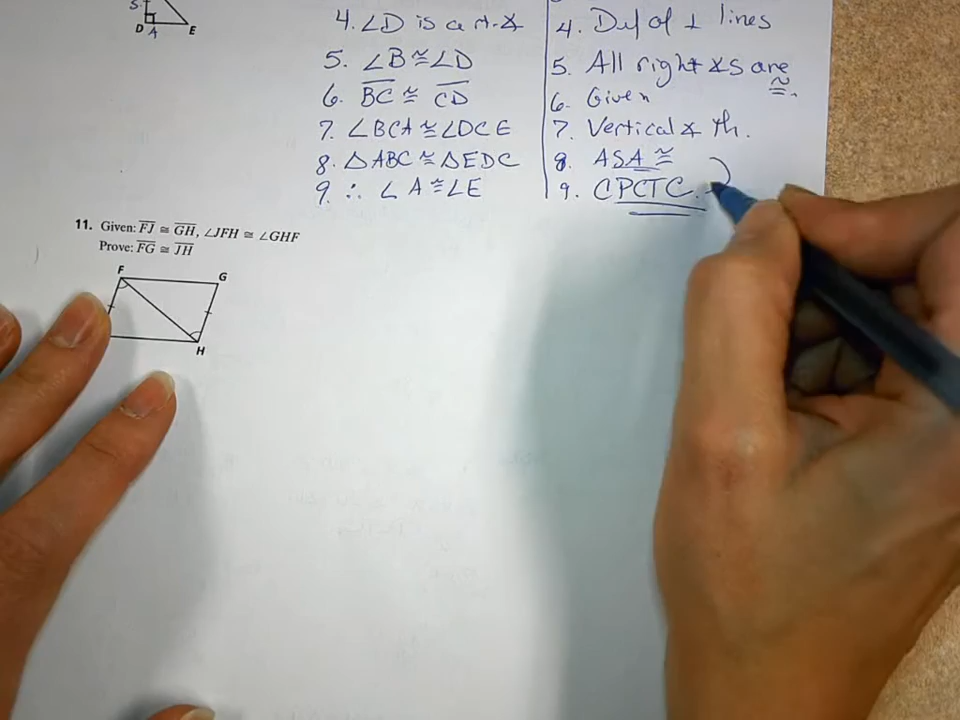 S
D A E
4. ∠D is a rt. ∡ 4. Def of ⊥ lines
5. ∠B ≅ ∠D 5. All right ∡s are ≅.
6. BC ≅ CD 6. Given
7. ∠BCA ≅ ∠DCE 7. Vertical ∡ th.
8. △ABC ≅ △EDC 8. ASA ≅
9. ∴ ∠A ≅ ∠E 9. CPCTC.
11. Given: FJ ≅ GH, ∠JFH ≅ ∠GHF
Prove: FG ≅ JH
F G
H